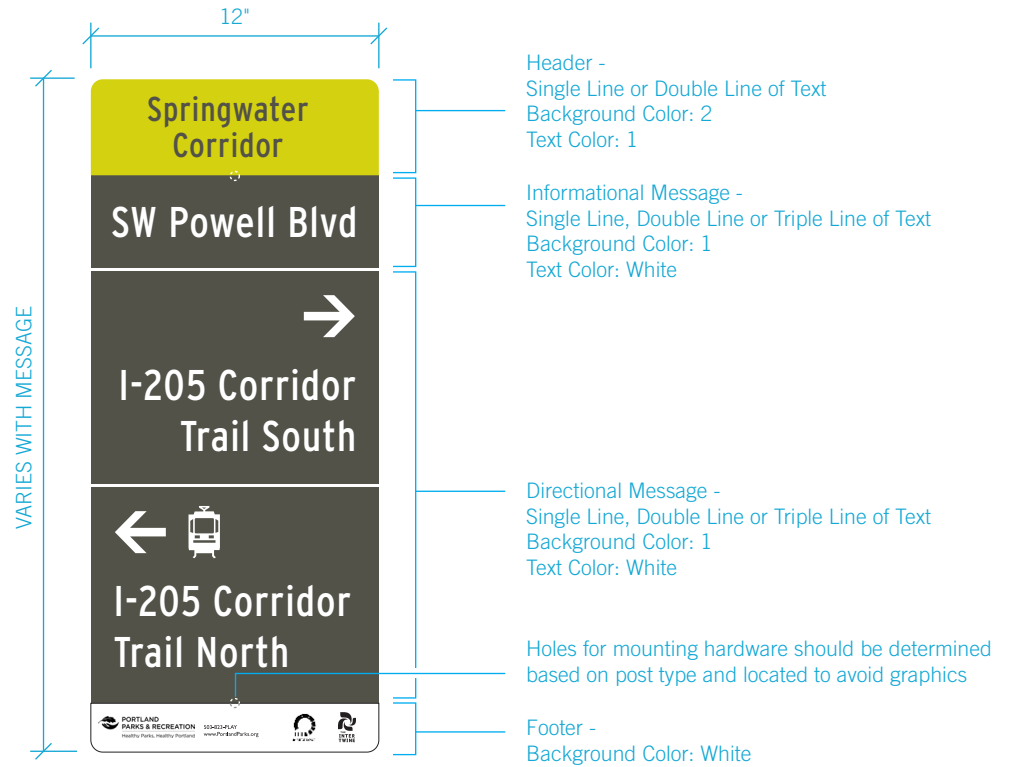 12"
VARIES WITH MESSAGE
Springwater
Corridor
SW Powell Blvd
I-205 Corridor
Trail South
I-205 Corridor
Trail North
PORTLAND
PARKS & RECREATION
Healthy Parks, Healthy Portland
503-823-PLAY
www.PortlandParks.org
THE
INTER
TWINE
Header -
Single Line or Double Line of Text
Background Color: 2
Text Color: 1
Informational Message -
Single Line, Double Line or Triple Line of Text
Background Color: 1
Text Color: White
Directional Message -
Single Line, Double Line or Triple Line of Text
Background Color: 1
Text Color: White
Holes for mounting hardware should be determined
based on post type and located to avoid graphics
Footer -
Background Color: White